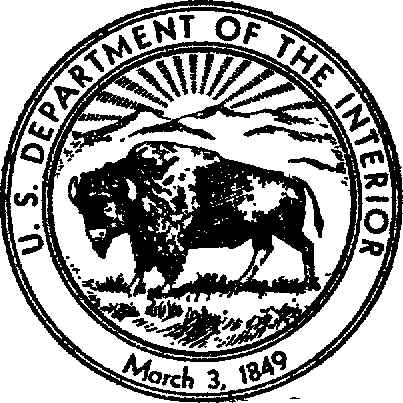 U. S. DEPARTMENT OF THE INTERIOR
March 3, 1849